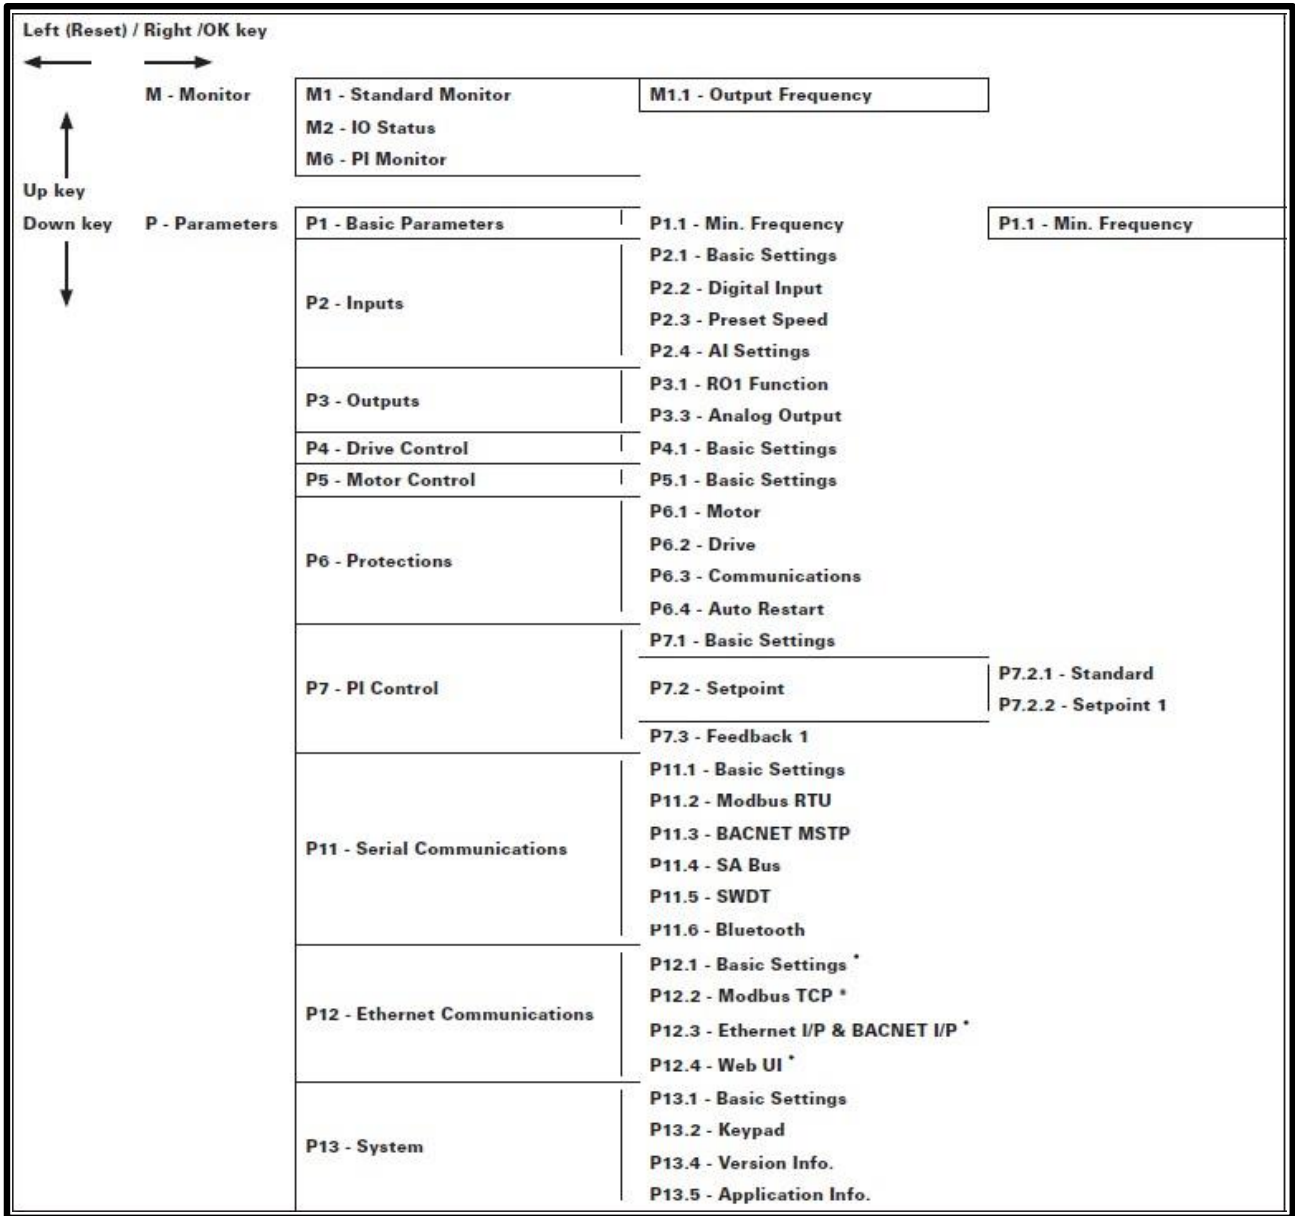 Left (Reset) / Right /OK key
M - Monitor M1 - Standard Monitor M1.1 - Output Frequency
M2 - IO Status
M6 - PI Monitor
Up key
Down key P - Parameters P1 - Basic Parameters P1.1 - Min. Frequency P1.1 - Min. Frequency
P2.1 - Basic Settings
P2.2 - Digital Input
P2 - Inputs
P2.3 - Preset Speed
P2.4 - AI Settings
P3.1 - RO1 Function
P3 - Outputs
P3.3 - Analog Output
P4 - Drive Control P4.1 - Basic Settings
P5 - Motor Control P5.1 - Basic Settings
P6.1 - Motor
P6.2 - Drive
P6 - Protections
P6.3 - Communications
P6.4 - Auto Restart
P7.1 - Basic Settings
P7.2.1 - Standard
P7 - PI Control P7.2 - Setpoint
P7.2.2 - Setpoint 1
P7.3 - Feedback 1
P11.1 - Basic Settings
P11.2 - Modbus RTU
P11.3 - BACNET MSTP
P11 - Serial Communications
P11.4 - SA Bus
P11.5 - SWDT
P11.6 - Bluetooth
P12.1 - Basic Settings *
P12.2 - Modbus TCP *
P12 - Ethernet Communications
P12.3 - Ethernet I/P & BACNET I/P *
P12.4 - Web UI *
P13.1 - Basic Settings
P13.2 - Keypad
P13 - System
P13.4 - Version Info.
P13.5 - Application Info.